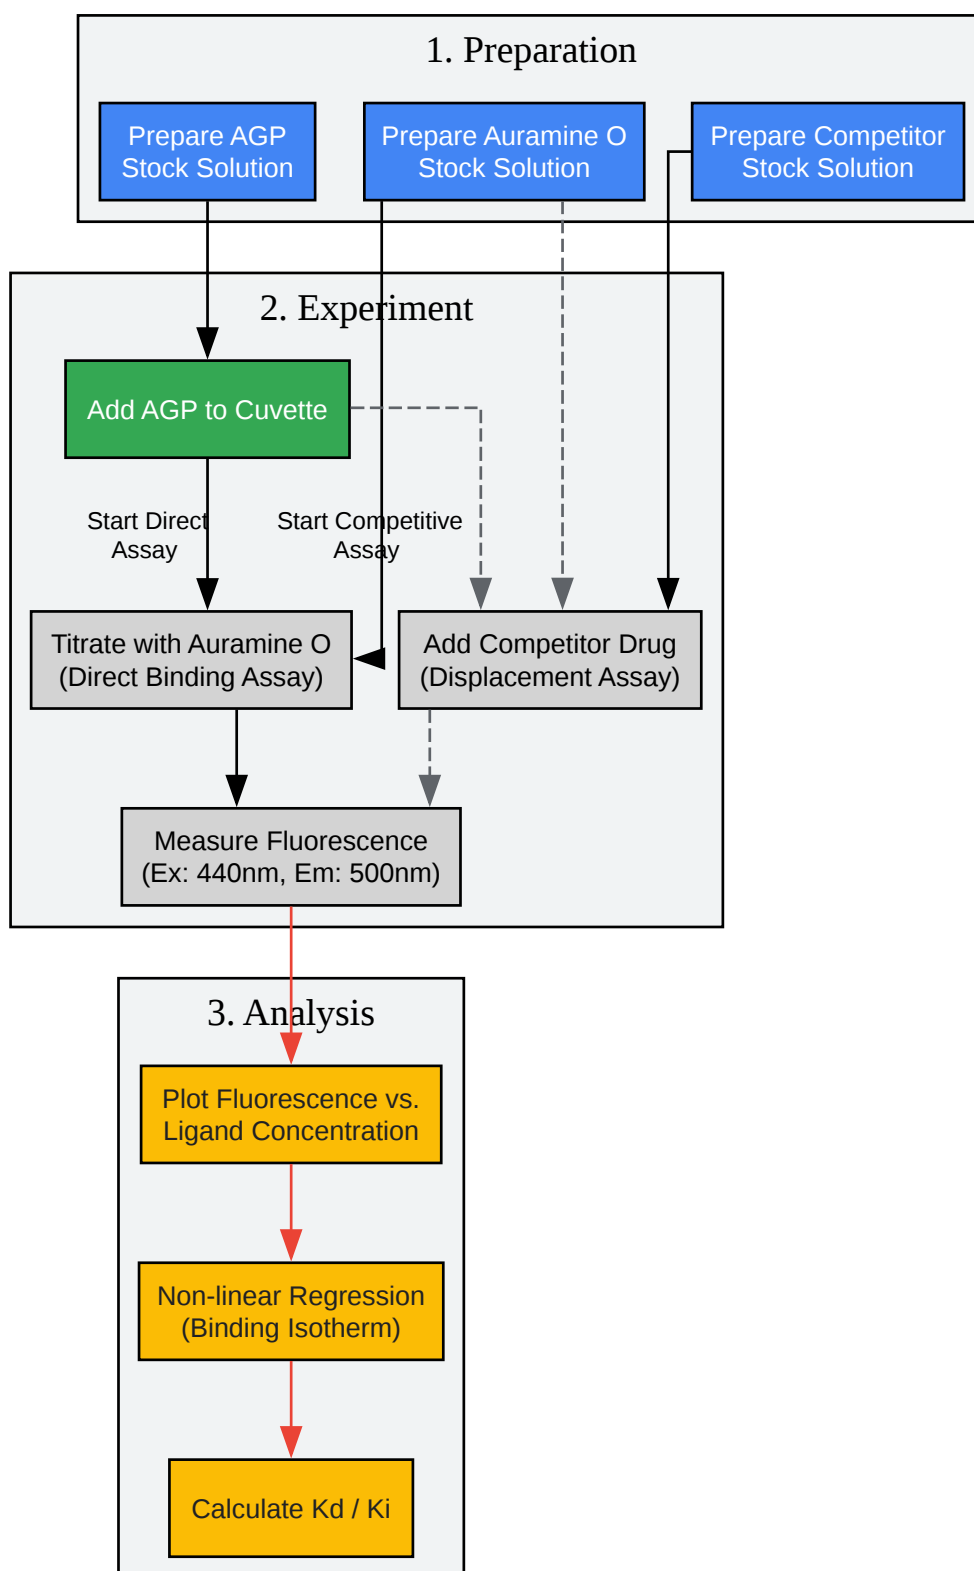 1. Preparation
Prepare AGP
Stock Solution
Prepare Auramine O
Stock Solution
Prepare Competitor
Stock Solution
2. Experiment
Add AGP to Cuvette
Start Direct
Assay
Start Competitive
Assay
Titrate with Auramine O
(Direct Binding Assay)
Add Competitor Drug
(Displacement Assay)
Measure Fluorescence
(Ex: 440nm, Em: 500nm)
3. Analysis
Plot Fluorescence vs.
Ligand Concentration
Non-linear Regression
(Binding Isotherm)
Calculate Kd / Ki